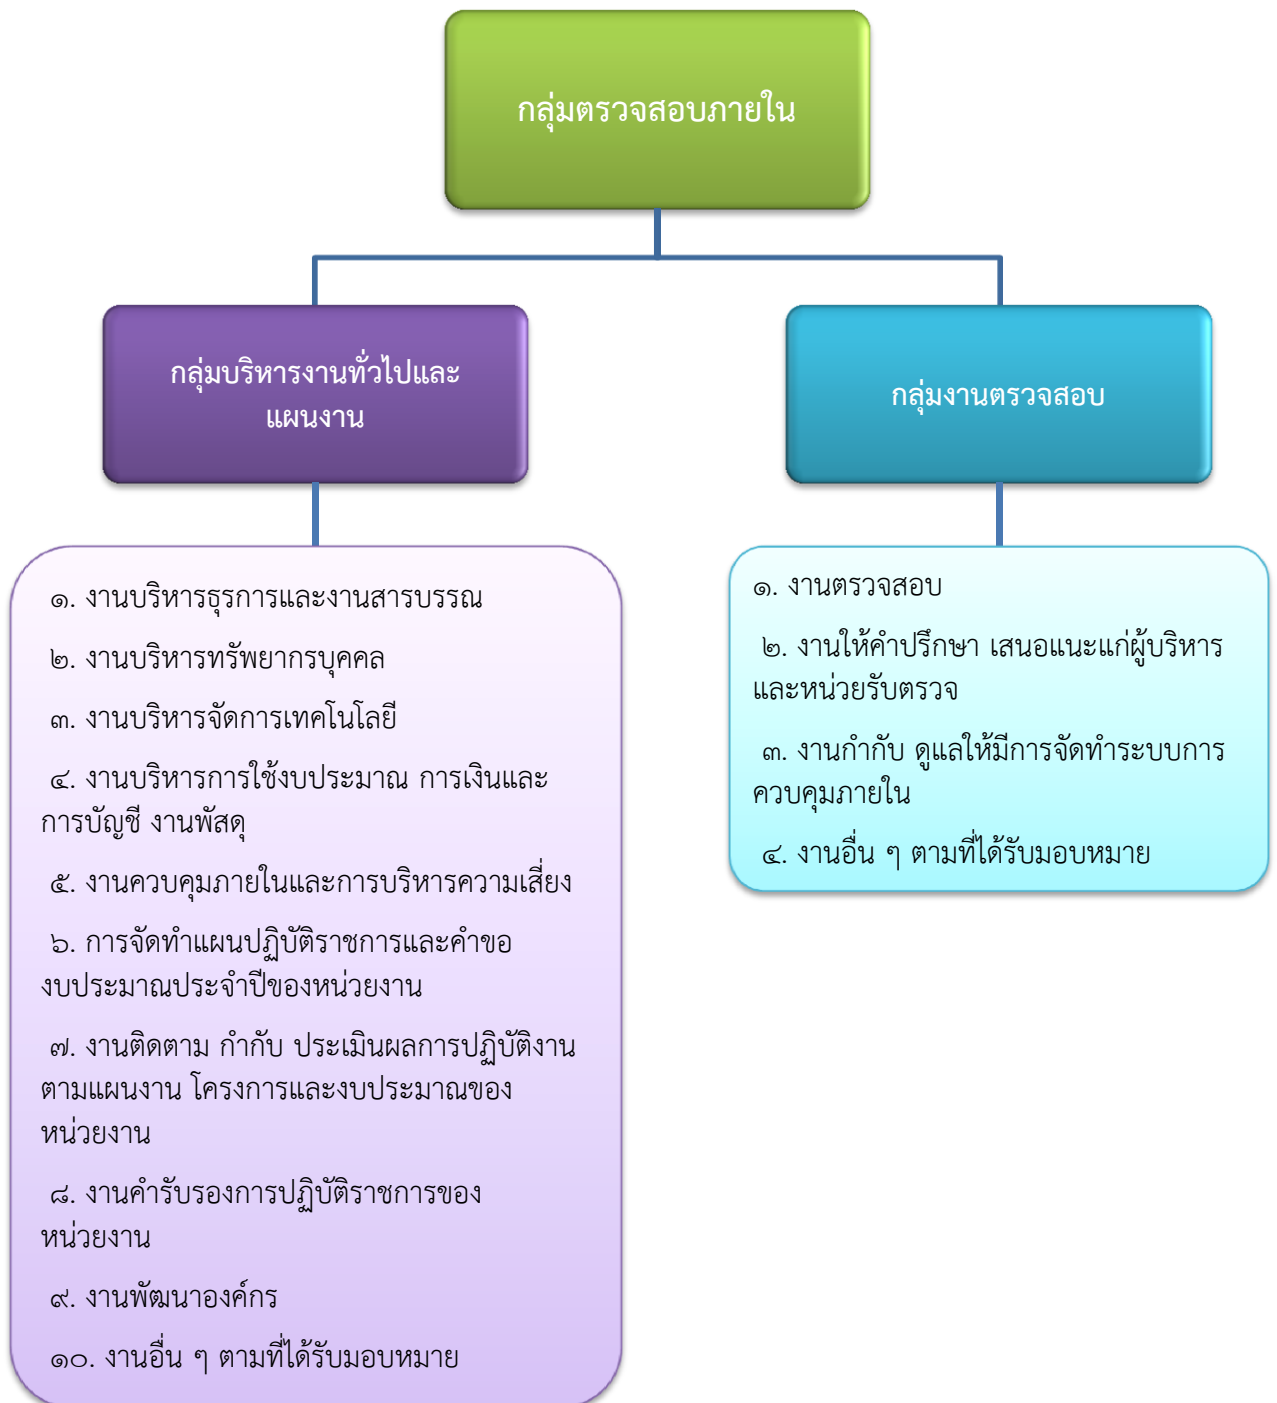 กลุ่มตรวจสอบภายใน
กลุ่มบริหารงานทั่วไปและ
แผนงาน
กลุ่มงานตรวจสอบ
๑. งานบริหารธุรการและงานสารบรรณ
๒. งานบริหารทรัพยากรบุคคล
๓. งานบริหารจัดการเทคโนโลยี
๔. งานบริหารการใช้งบประมาณ การเงินและ
การบัญชี งานพัสดุ
๕. งานควบคุมภายในและการบริหารความเสี่ยง
๖. การจัดทำแผนปฏิบัติราชการและคำขอ
งบประมาณประจำปีของหน่วยงาน
๗. งานติดตาม กำกับ ประเมินผลการปฏิบัติงาน
ตามแผนงาน โครงการและงบประมาณของ
หน่วยงาน
๘. งานคำรับรองการปฏิบัติราชการของ
หน่วยงาน
๙. งานพัฒนาองค์กร
๑๐. งานอื่น ๆ ตามที่ได้รับมอบหมาย
๑. งานตรวจสอบ
๒. งานให้คำปรึกษา เสนอแนะแก่ผู้บริหาร
และหน่วยรับตรวจ
๓. งานกำกับ ดูแลให้มีการจัดทำระบบการ
ควบคุมภายใน
๔. งานอื่น ๆ ตามที่ได้รับมอบหมาย